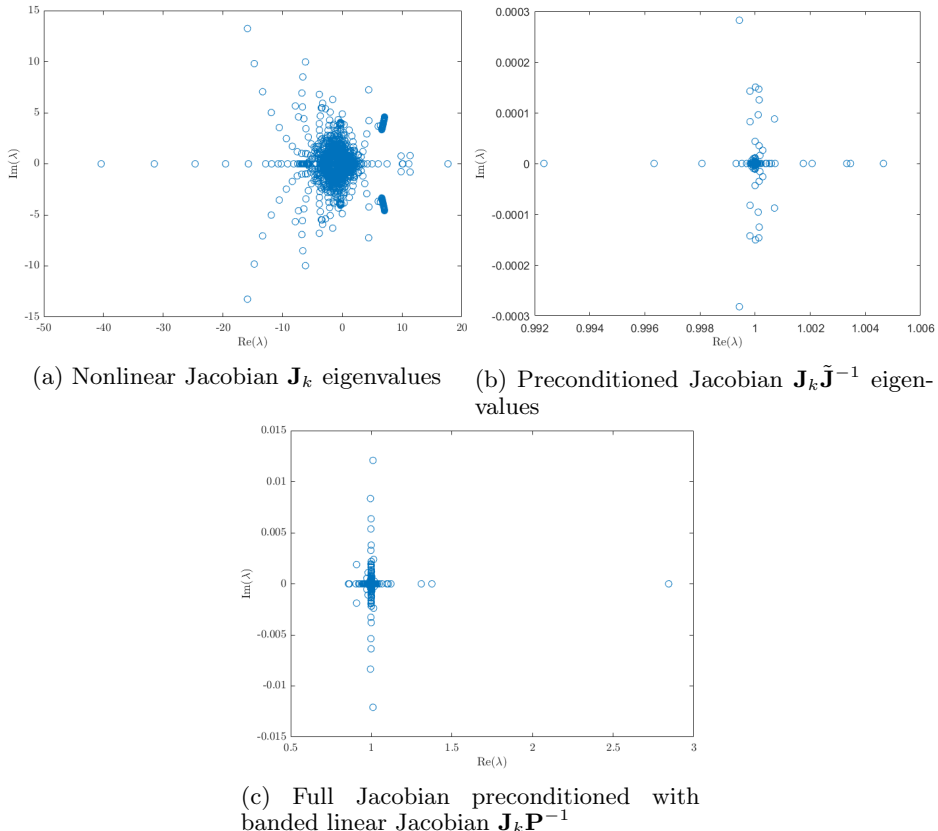 15
10
5
0
-5
-10
-15
-50 -40 -30 -20 -10 0 10 20
Im(λ)
Re(λ)
0.0003
0.0002
0.0001
0
-0.0001
-0.0002
-0.0003
0.992 0.994 0.996 0.998 1 1.002 1.004 1.006
Im(λ)
Re(λ)
(a) Nonlinear Jacobian J_k eigenvalues
(b) Preconditioned Jacobian J_k J̃⁻¹ eigen-
values
0.015
0.01
0.005
0
-0.005
-0.01
-0.015
0.5 1 1.5 2 2.5 3
Im(λ)
Re(λ)
(c) Full Jacobian preconditioned with
banded linear Jacobian J_k P⁻¹